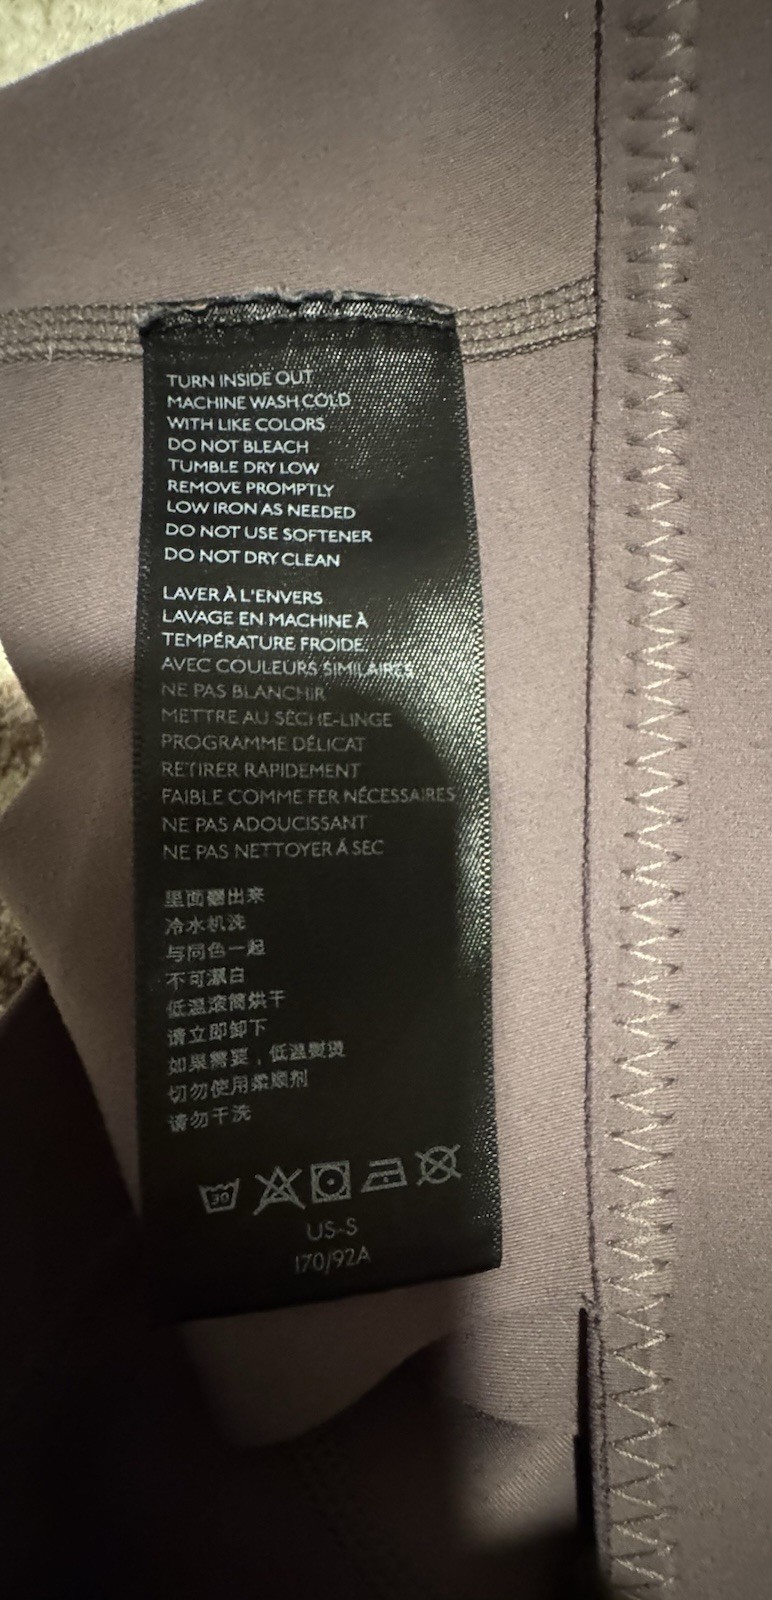 TURN INSIDE OUT
MACHINE WASH COLD
WITH LIKE COLORS
DO NOT BLEACH
TUMBLE DRY LOW
REMOVE PROMPTLY
LOW IRON AS NEEDED
DO NOT USE SOFTENER
DO NOT DRY CLEAN
LAVER À L'ENVERS
LAVAGE EN MACHINE À
TEMPÉRATURE FROIDE
AVEC COULEURS SIMILAIRES
NE PAS BLANCHIR
METTRE AU SÈCHE-LINGE
PROGRAMME DÉLICAT
RETIRER RAPIDEMENT
FAIBLE COMME FER NÉCESSAIRES
NE PAS ADOUCISSANT
NE PAS NETTOYER À SEC
里面翻出来
冷水机洗
与同色一起
不可漂白
低温滚筒烘干
请立即卸下
如果需要，低温熨烫
切勿使用柔顺剂
请勿干洗
30
US-S
170/92A